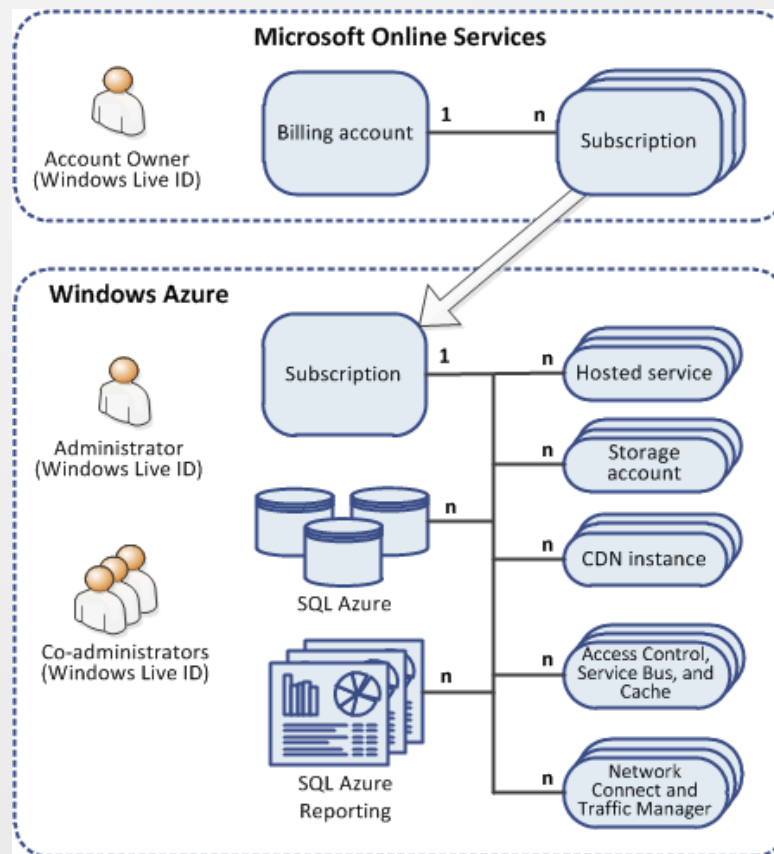 Microsoft Online Services
Account Owner
(Windows Live ID)
Billing account
1
n
Subscription
Windows Azure
Subscription
1
n
Hosted service
Administrator
(Windows Live ID)
n
Storage
account
n
SQL Azure
n
CDN instance
Co-administrators
(Windows Live ID)
n
SQL Azure
Reporting
n
Access Control,
Service Bus, and
Cache
n
Network
Connect and
Traffic Manager